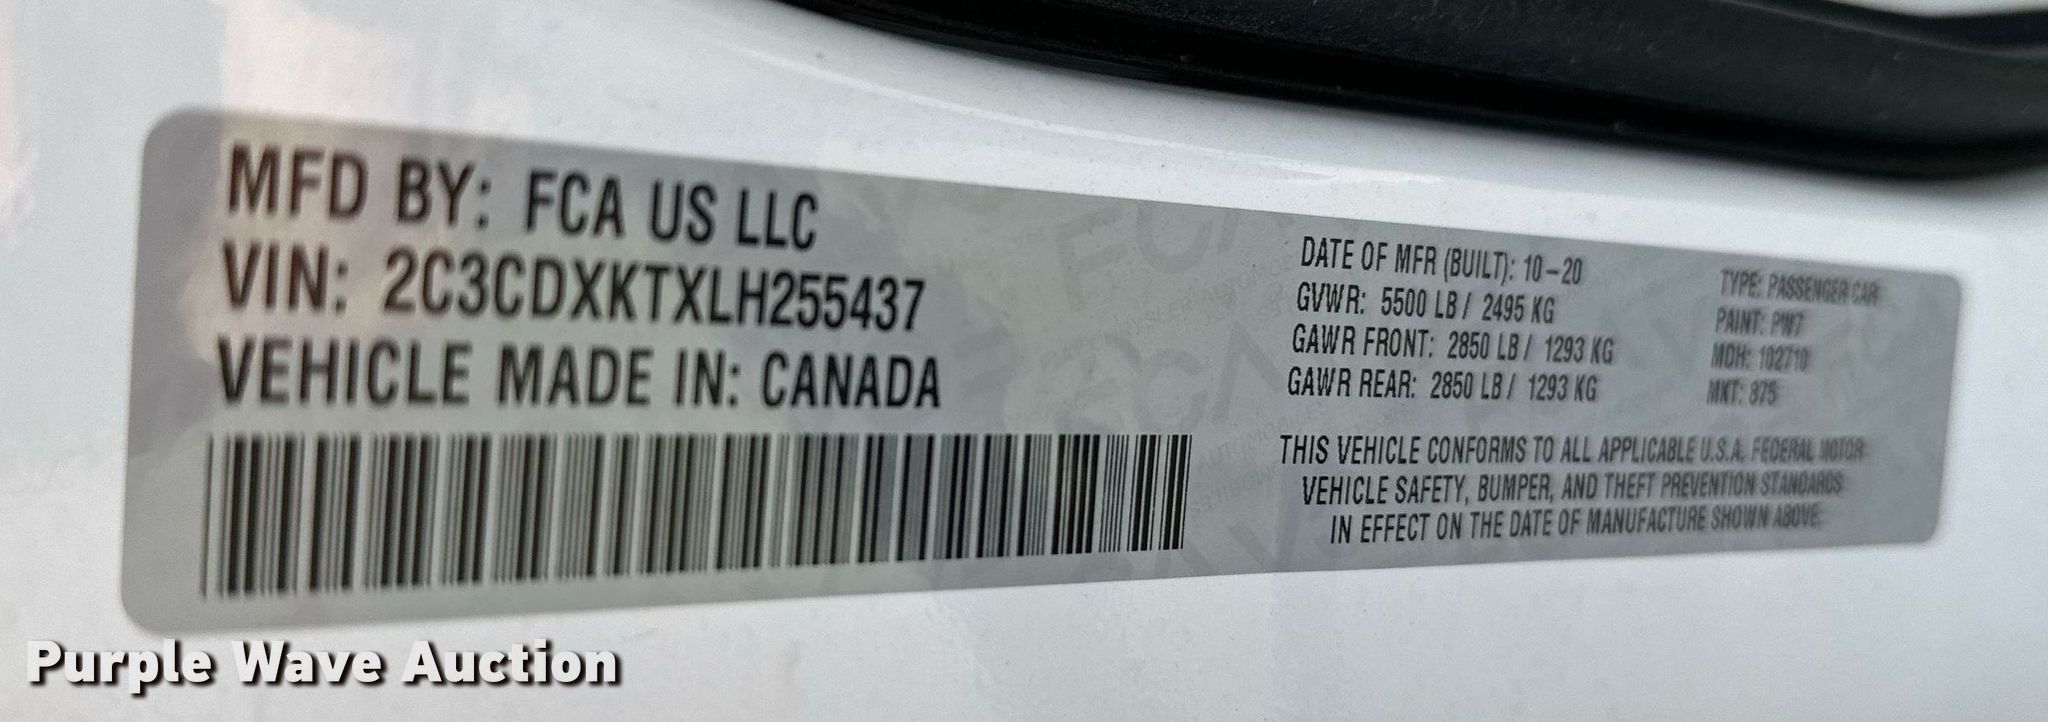 MFD BY: FCA US LLC
VIN: 2C3CDXKTXLH255437
VEHICLE MADE IN: CANADA
DATE OF MFR (BUILT): 10-20
GVWR: 5500 LB / 2495 KG
GAWR FRONT: 2850 LB / 1293 KG
GAWR REAR: 2850 LB / 1293 KG
TYPE: PASSENGER CAR
PAINT: PW7
MDH: 102710
MKT: 875
THIS VEHICLE CONFORMS TO ALL APPLICABLE U.S.A. FEDERAL MOTOR
VEHICLE SAFETY, BUMPER, AND THEFT PREVENTION STANDARDS
IN EFFECT ON THE DATE OF MANUFACTURE SHOWN ABOVE.
Purple Wave Auction